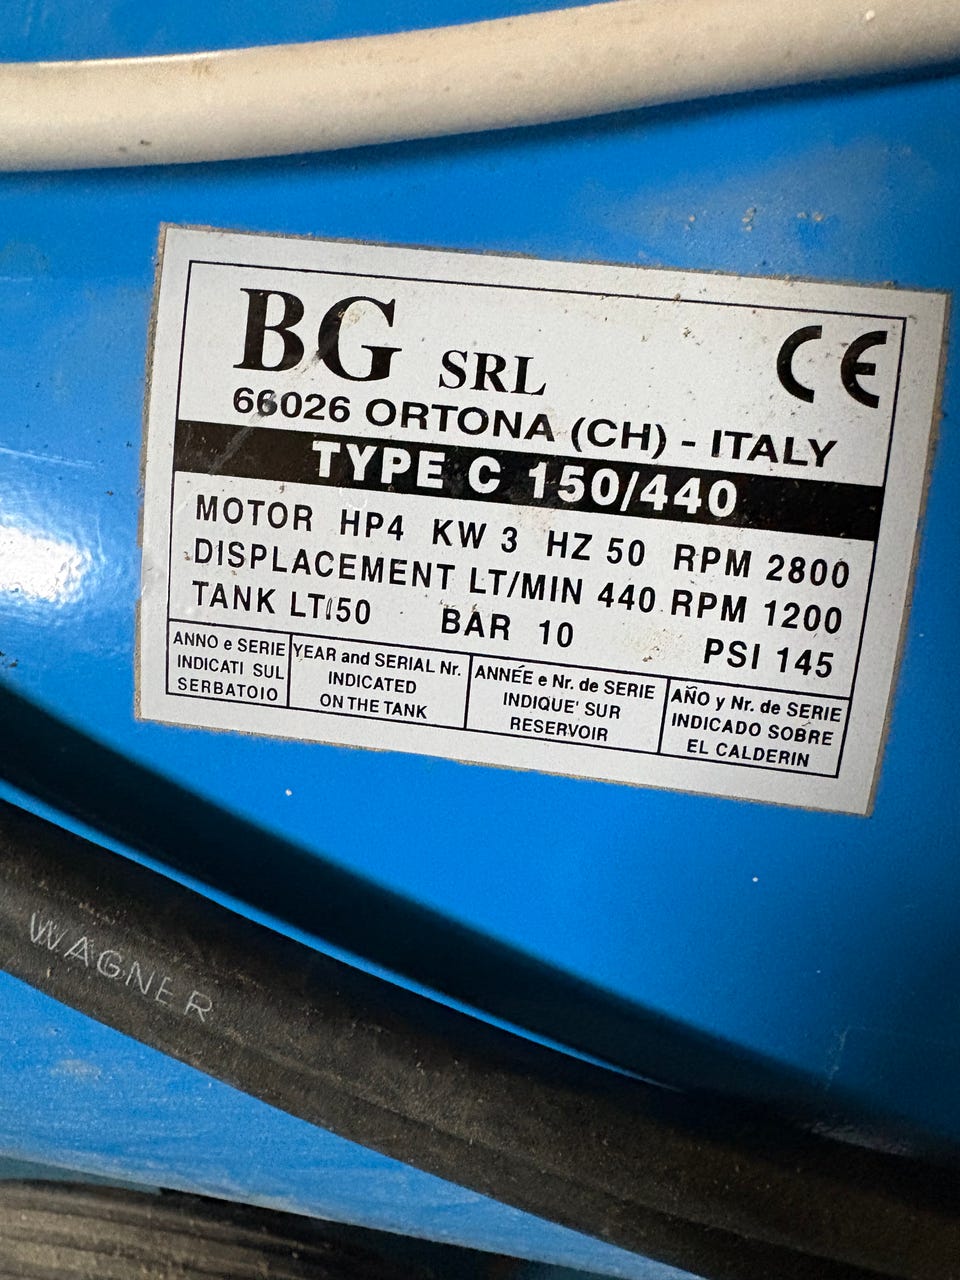 BG SRL
CE
66026 ORTONA (CH) - ITALY
TYPE C 150/440
MOTOR HP4 KW 3 HZ 50 RPM 2800
DISPLACEMENT LT/MIN 440 RPM 1200
TANK LT150 BAR 10 PSI 145
ANNO e SERIE
INDICATI SUL
SERBATOIO
YEAR and SERIAL Nr.
INDICATED
ON THE TANK
ANNÉE e Nr. de SERIE
INDIQUE' SUR
RESERVOIR
AÑO y Nr. de SERIE
INDICADO SOBRE
EL CALDERIN
WAGNER